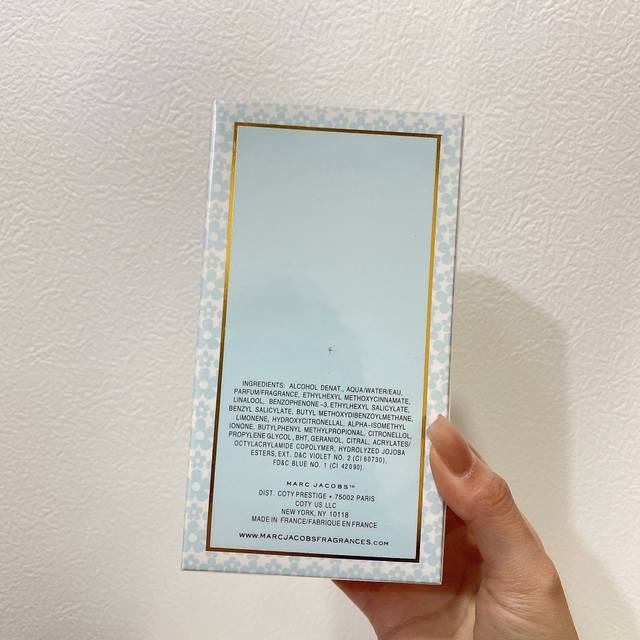 INGREDIENTS: ALCOHOL DENAT., AQUA/WATER/EAU,
PARFUM/FRAGRANCE, ETHYLHEXYL METHOXYCINNAMATE,
LINALOOL, BENZOPHENONE-3, ETHYLHEXYL SALICYLATE,
BENZYL SALICYLATE, BUTYL METHOXYDIBENZOYLMETHANE,
LIMONENE, HYDROXYCITRONELLAL, ALPHA-ISOMETHYL
IONONE, BUTYLPHENYL METHYLPROPIONAL, CITRONELLOL,
PROPYLENE GLYCOL, BHT, GERANIOL, CITRAL, ACRYLATES/
OCTYLACRYLAMIDE COPOLYMER, HYDROLYZED JOJOBA
ESTERS, EXT. D&C VIOLET NO. 2 (CI 60730),
FD&C BLUE NO. 1 (CI 42090).
MARC JACOBS™
DIST. COTY PRESTIGE • 75002 PARIS
COTY US LLC
NEW YORK, NY 10118
MADE IN FRANCE/FABRIQUÉ EN FRANCE
WWW.MARCJACOBSFRAGRANCES.COM